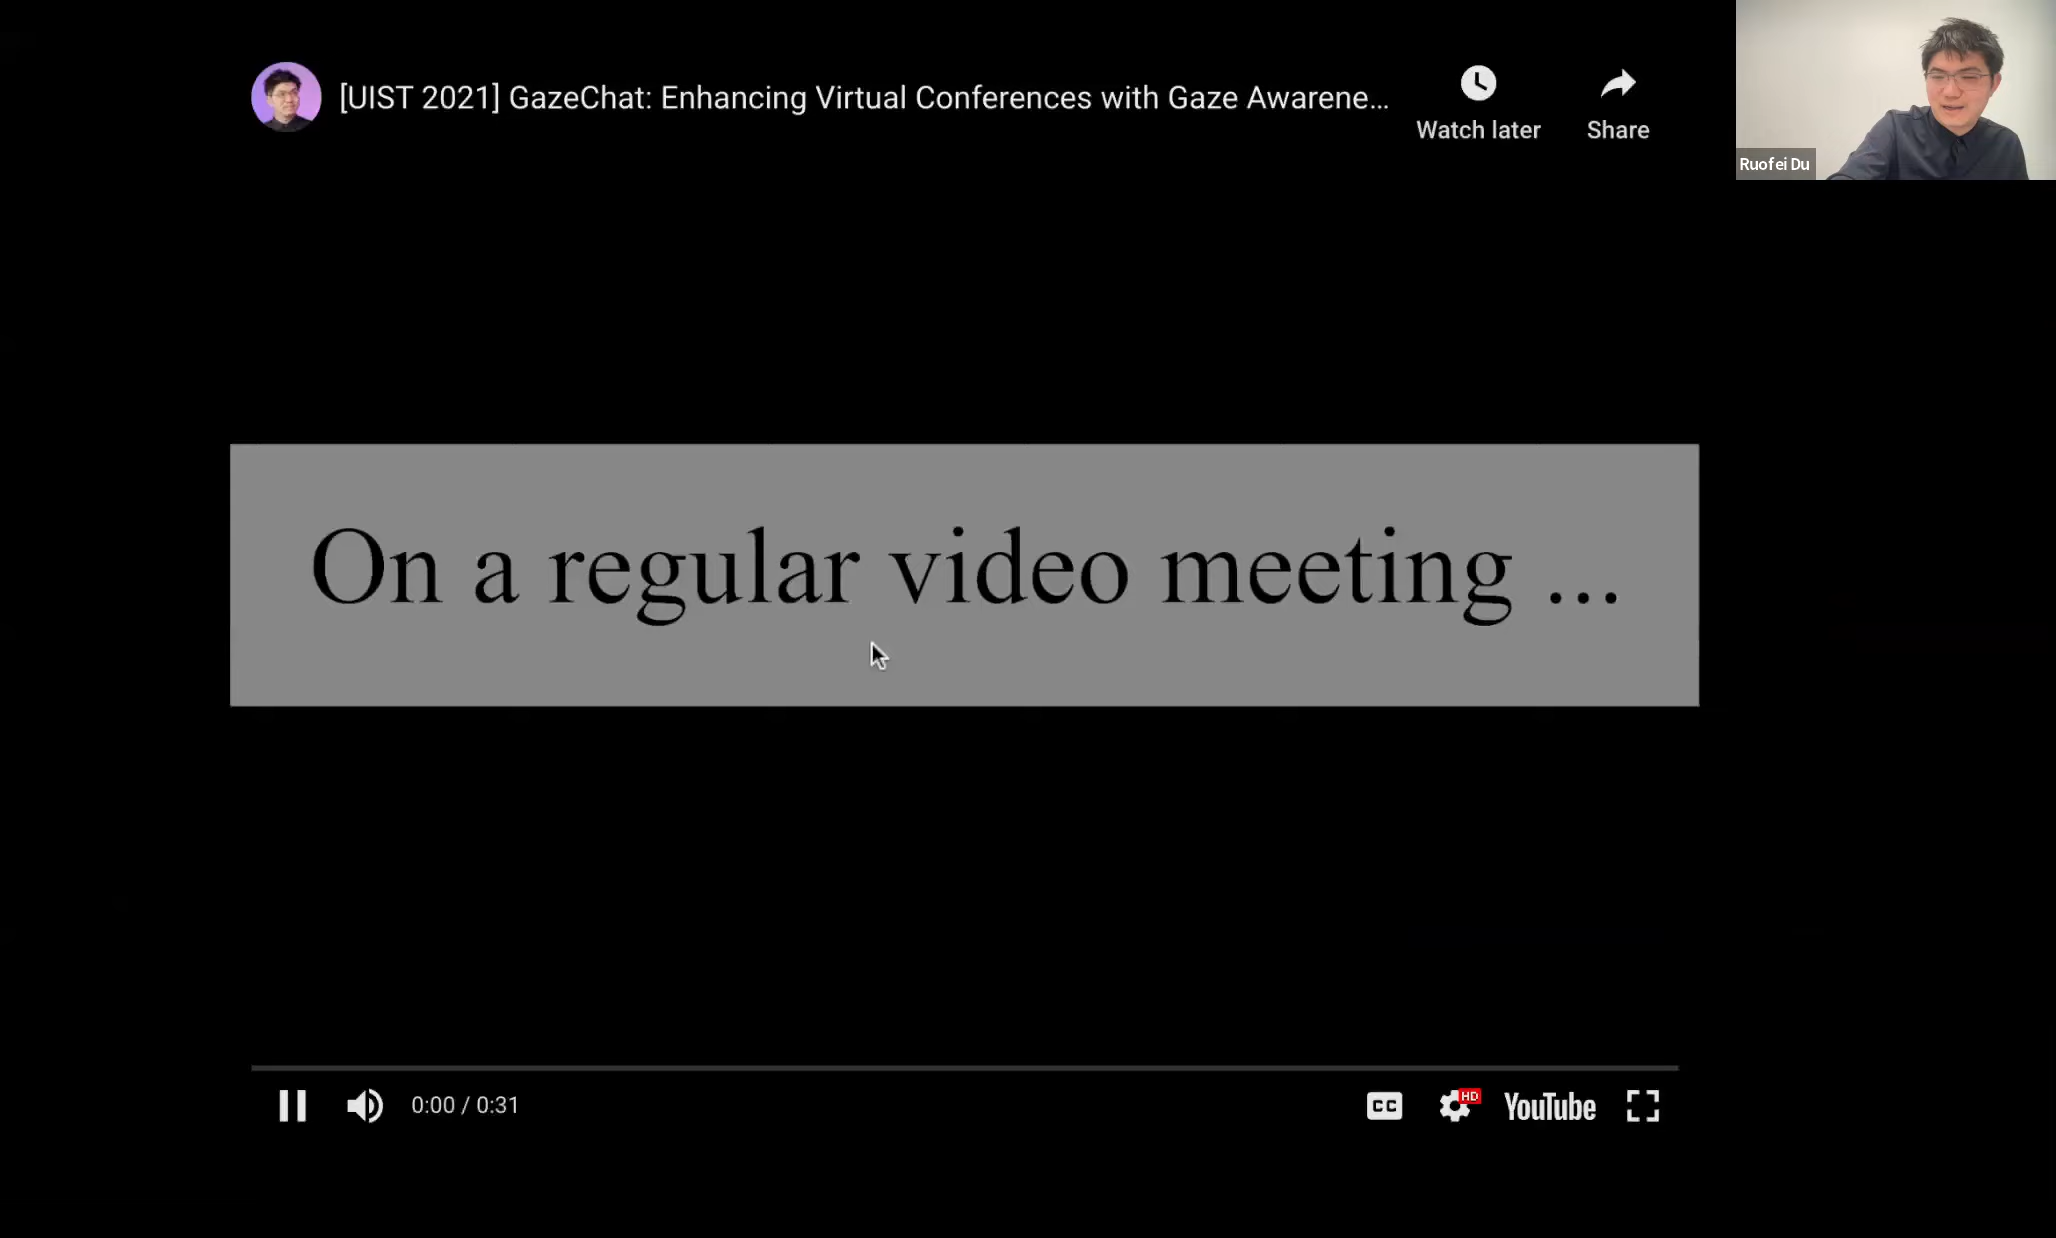 [UIST 2021] GazeChat: Enhancing Virtual Conferences with Gaze Awarene...
Watch later
Share
Ruofei Du
On a regular video meeting ...
0:00 / 0:31
CC
HD
YouTube